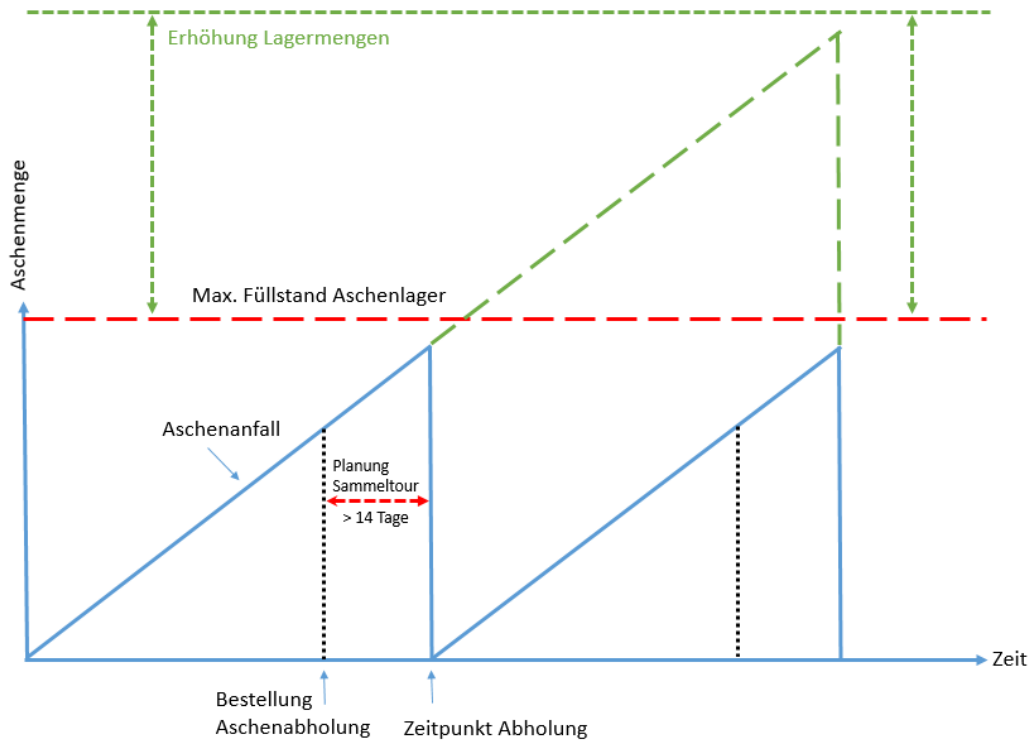 Erhöhung Lagermengen
Aschenmenge
Max. Füllstand Aschenlager
Aschenanfall
Planung
Sammeltour
> 14 Tage
Zeit
Bestellung
Aschenabholung
Zeitpunkt Abholung